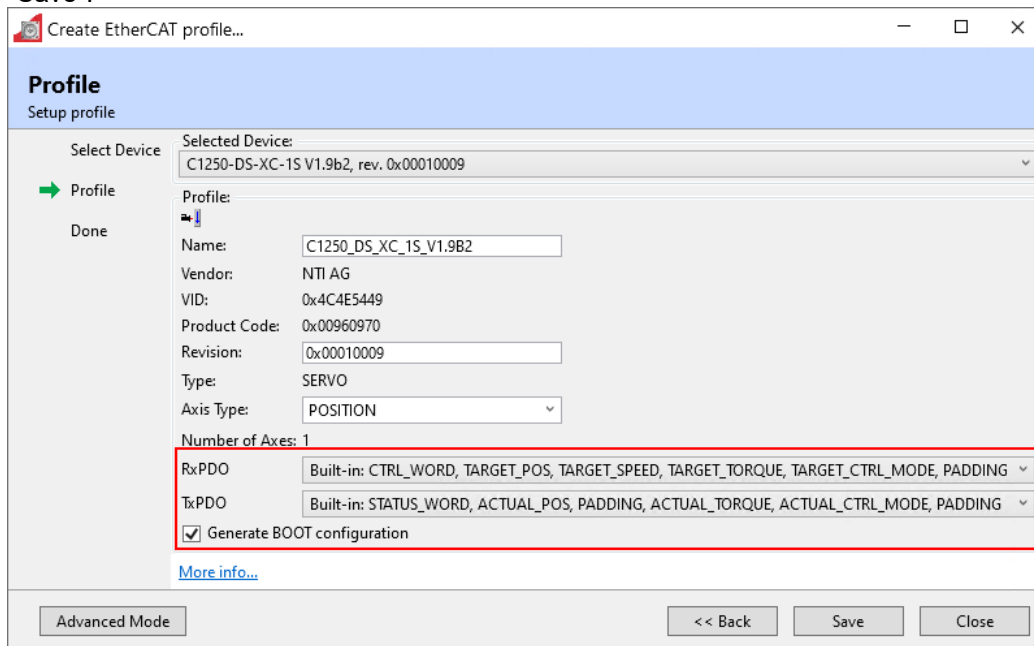 Create EtherCAT profile...
Profile
Setup profile
Select Device
Profile
Done
Selected Device:
C1250-DS-XC-1S V1.9b2, rev. 0x00010009
Profile:
Name: C1250_DS_XC_1S_V1.9B2
Vendor: NTI AG
VID: 0x4C4E5449
Product Code: 0x00960970
Revision: 0x00010009
Type: SERVO
Axis Type: POSITION
Number of Axes: 1
RxPDO Built-in: CTRL_WORD, TARGET_POS, TARGET_SPEED, TARGET_TORQUE, TARGET_CTRL_MODE, PADDING
TxPDO Built-in: STATUS_WORD, ACTUAL_POS, PADDING, ACTUAL_TORQUE, ACTUAL_CTRL_MODE, PADDING
Generate BOOT configuration
More info...
Advanced Mode << Back Save Close